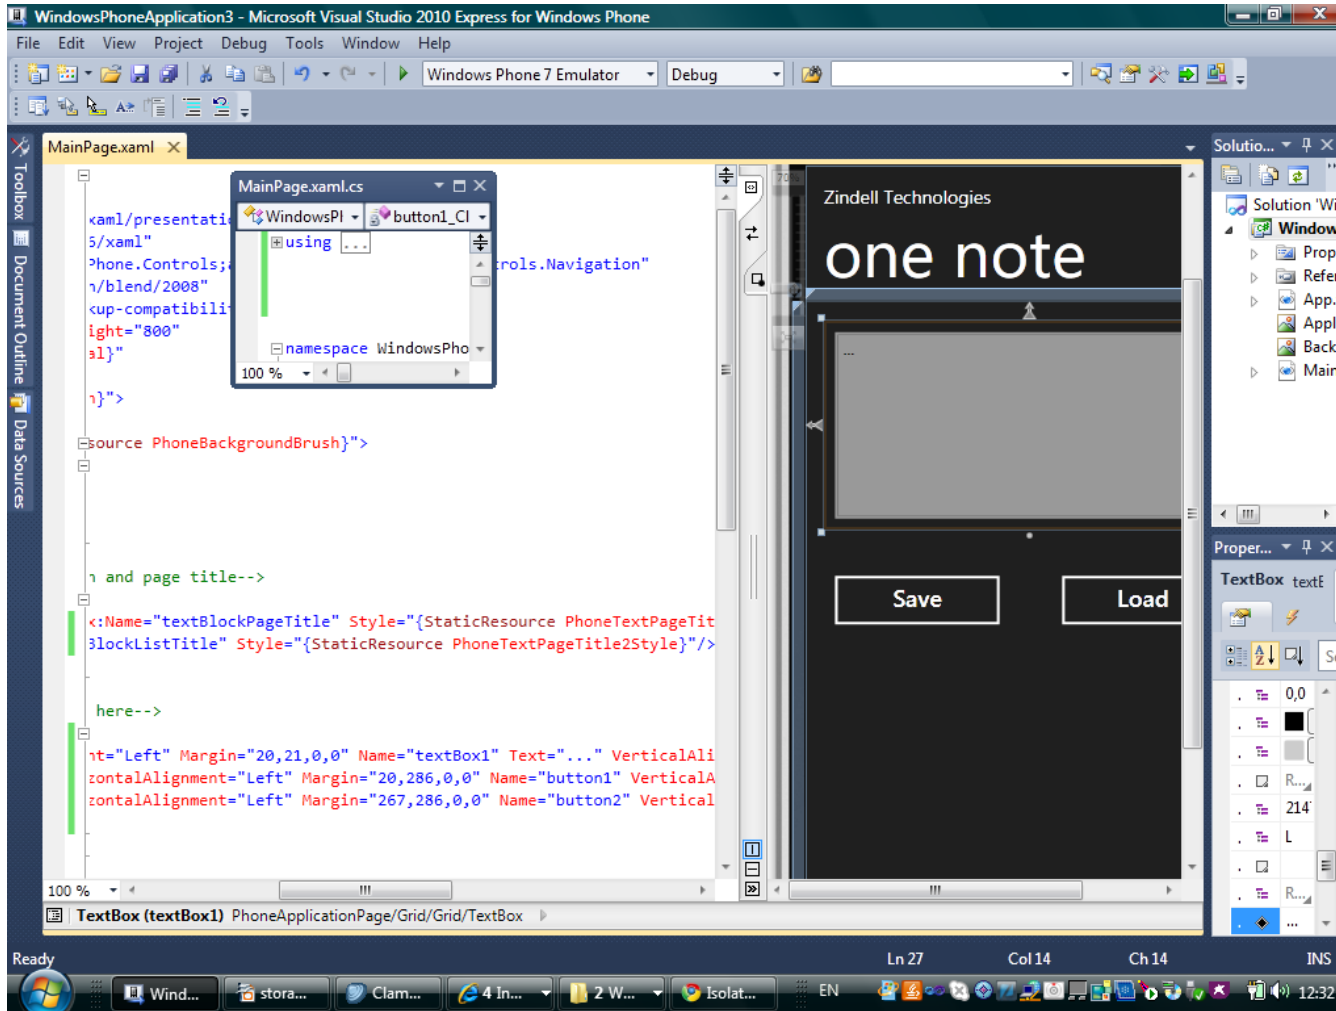 WindowsPhoneApplication3 - Microsoft Visual Studio 2010 Express for Windows Phone
File Edit View Project Debug Tools Window Help
Windows Phone 7 Emulator Debug
MainPage.xaml
Solutio...
Toolbox
Document Outline
Data Sources
MainPage.xaml.cs
WindowsPl button1_Cl
using ...
namespace WindowsPho
100 %
xaml/presentati
5/xaml"
Phone.Controls;
rols.Navigation"
/blend/2008"
kup-compatibili
ight="800"
al}"
}">
source PhoneBackgroundBrush}">
n and page title-->
x:Name="textBlockPageTitle" Style="{StaticResource PhoneTextPageTit
BlockListTitle" Style="{StaticResource PhoneTextPageTitle2Style}"/>
here-->
nt="Left" Margin="20,21,0,0" Name="textBox1" Text="..." VerticalAli
zontalAlignment="Left" Margin="20,286,0,0" Name="button1" VerticalA
zontalAlignment="Left" Margin="267,286,0,0" Name="button2" Vertical
100 %
TextBox (textBox1) PhoneApplicationPage/Grid/Grid/TextBox
Zindell Technologies
one note
...
Save Load
Solution 'Wi
Window
Prop
Refer
App.
Appl
Back
Main
Proper...
TextBox textB
0,0
R...
214
L
R...
...
Ready Ln 27 Col 14 Ch 14 INS
Wind... stora... Clam... 4 In... 2 W... Isolat... EN 12:32